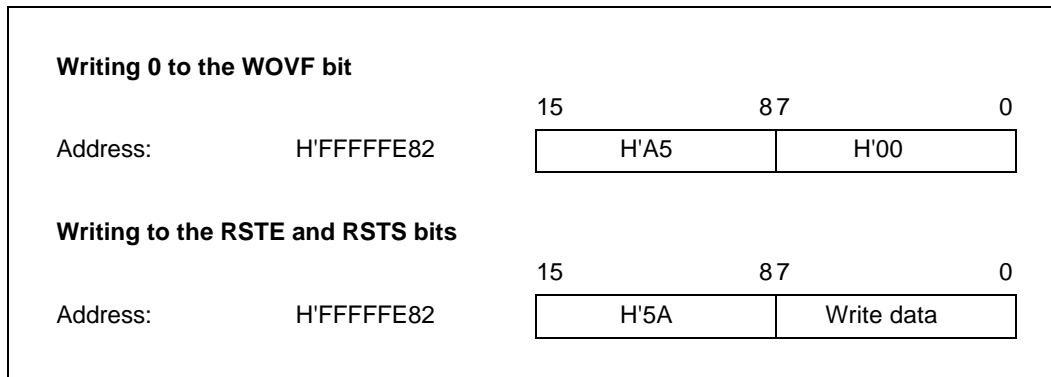 Writing 0 to the WOVF bit
15 8 7 0
Address: H'FFFFFE82 H'A5 H'00
Writing to the RSTE and RSTS bits
15 8 7 0
Address: H'FFFFFE82 H'5A Write data